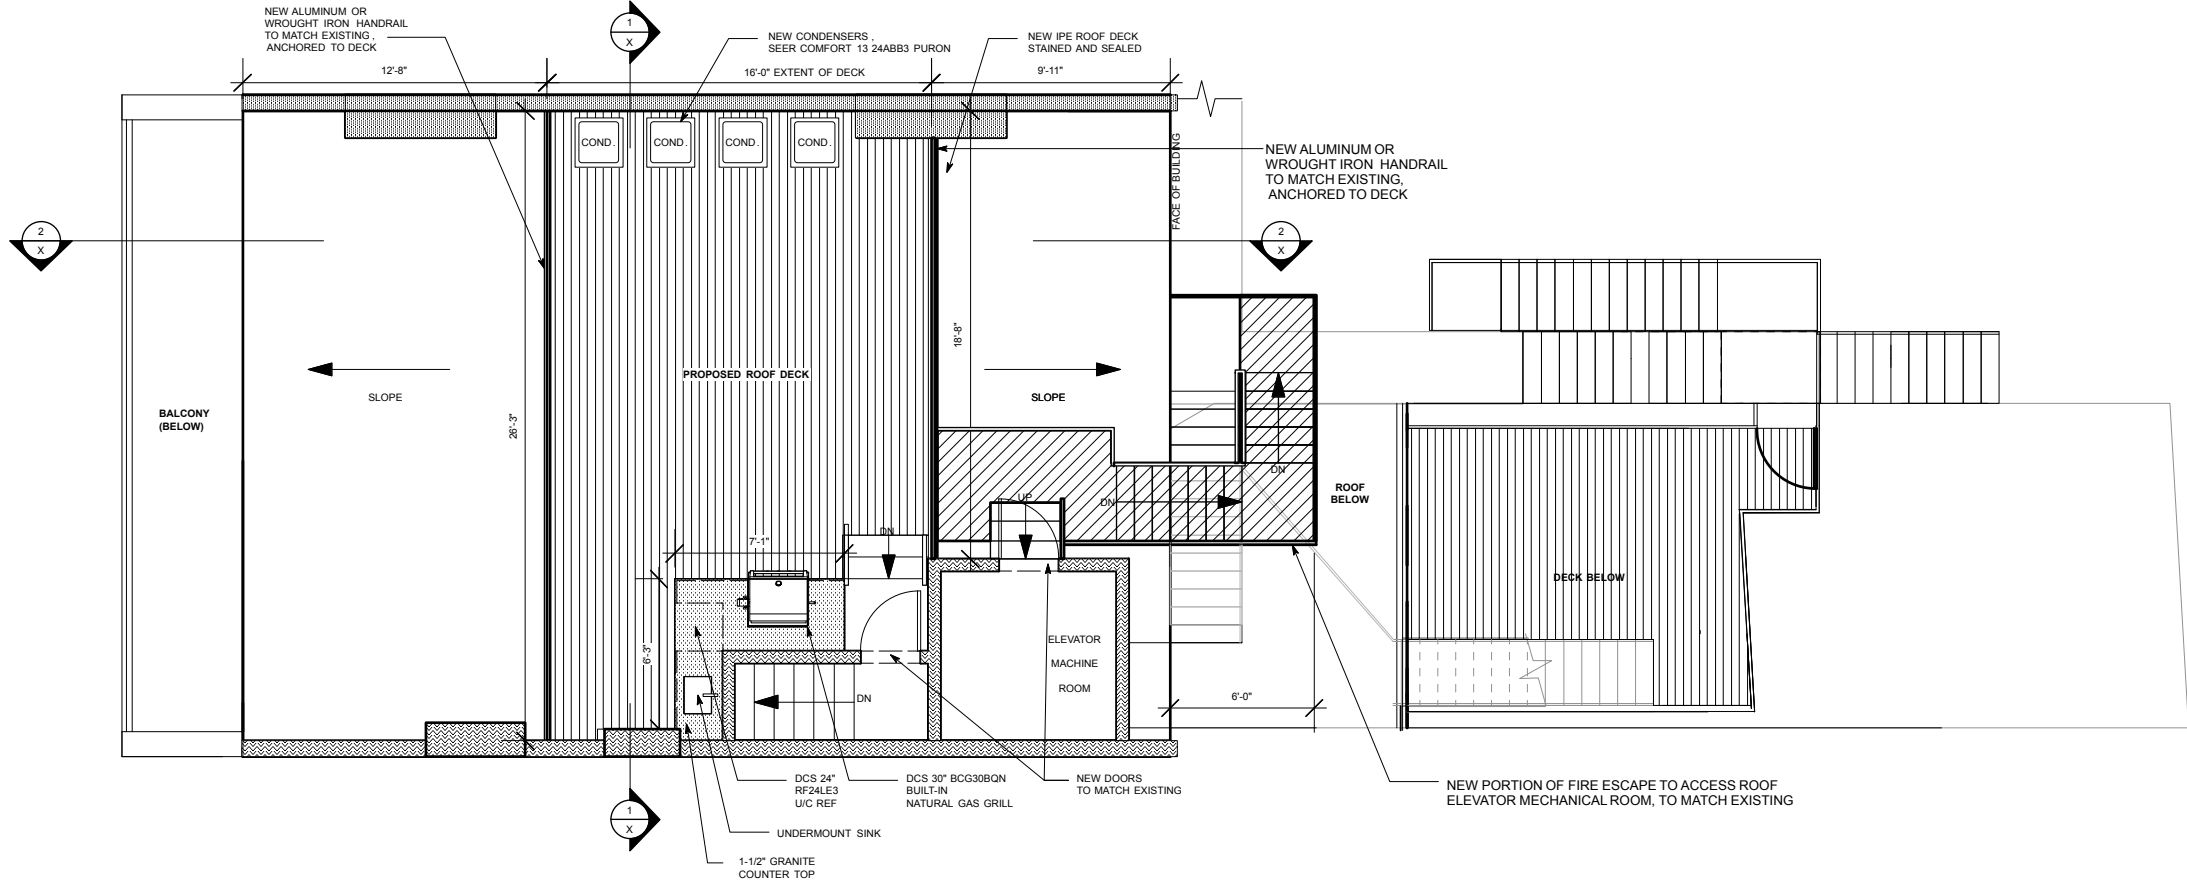 NEW ALUMINUM OR
WROUGHT IRON HANDRAIL
TO MATCH EXISTING,
ANCHORED TO DECK
1
X
NEW CONDENSERS,
SEER COMFORT 13 24ABB3 PURON
NEW IPE ROOF DECK
STAINED AND SEALED
12'-8"
16'-0" EXTENT OF DECK
9'-11"
COND.
COND.
COND.
COND.
FACE OF BUILDING
NEW ALUMINUM OR
WROUGHT IRON HANDRAIL
TO MATCH EXISTING,
ANCHORED TO DECK
2
X
2
X
18'-8"
PROPOSED ROOF DECK
SLOPE
SLOPE
BALCONY
(BELOW)
26'-3"
DN
ROOF
BELOW
UP
DN
DN
7'-1"
DECK BELOW
6'-3"
ELEVATOR
MACHINE
ROOM
DN
6'-0"
DCS 24"
RF24LE3
U/C REF
DCS 30" BCG30BQN
BUILT-IN
NATURAL GAS GRILL
NEW DOORS
TO MATCH EXISTING
NEW PORTION OF FIRE ESCAPE TO ACCESS ROOF
ELEVATOR MECHANICAL ROOM, TO MATCH EXISTING
1
X
UNDERMOUNT SINK
1-1/2" GRANITE
COUNTER TOP